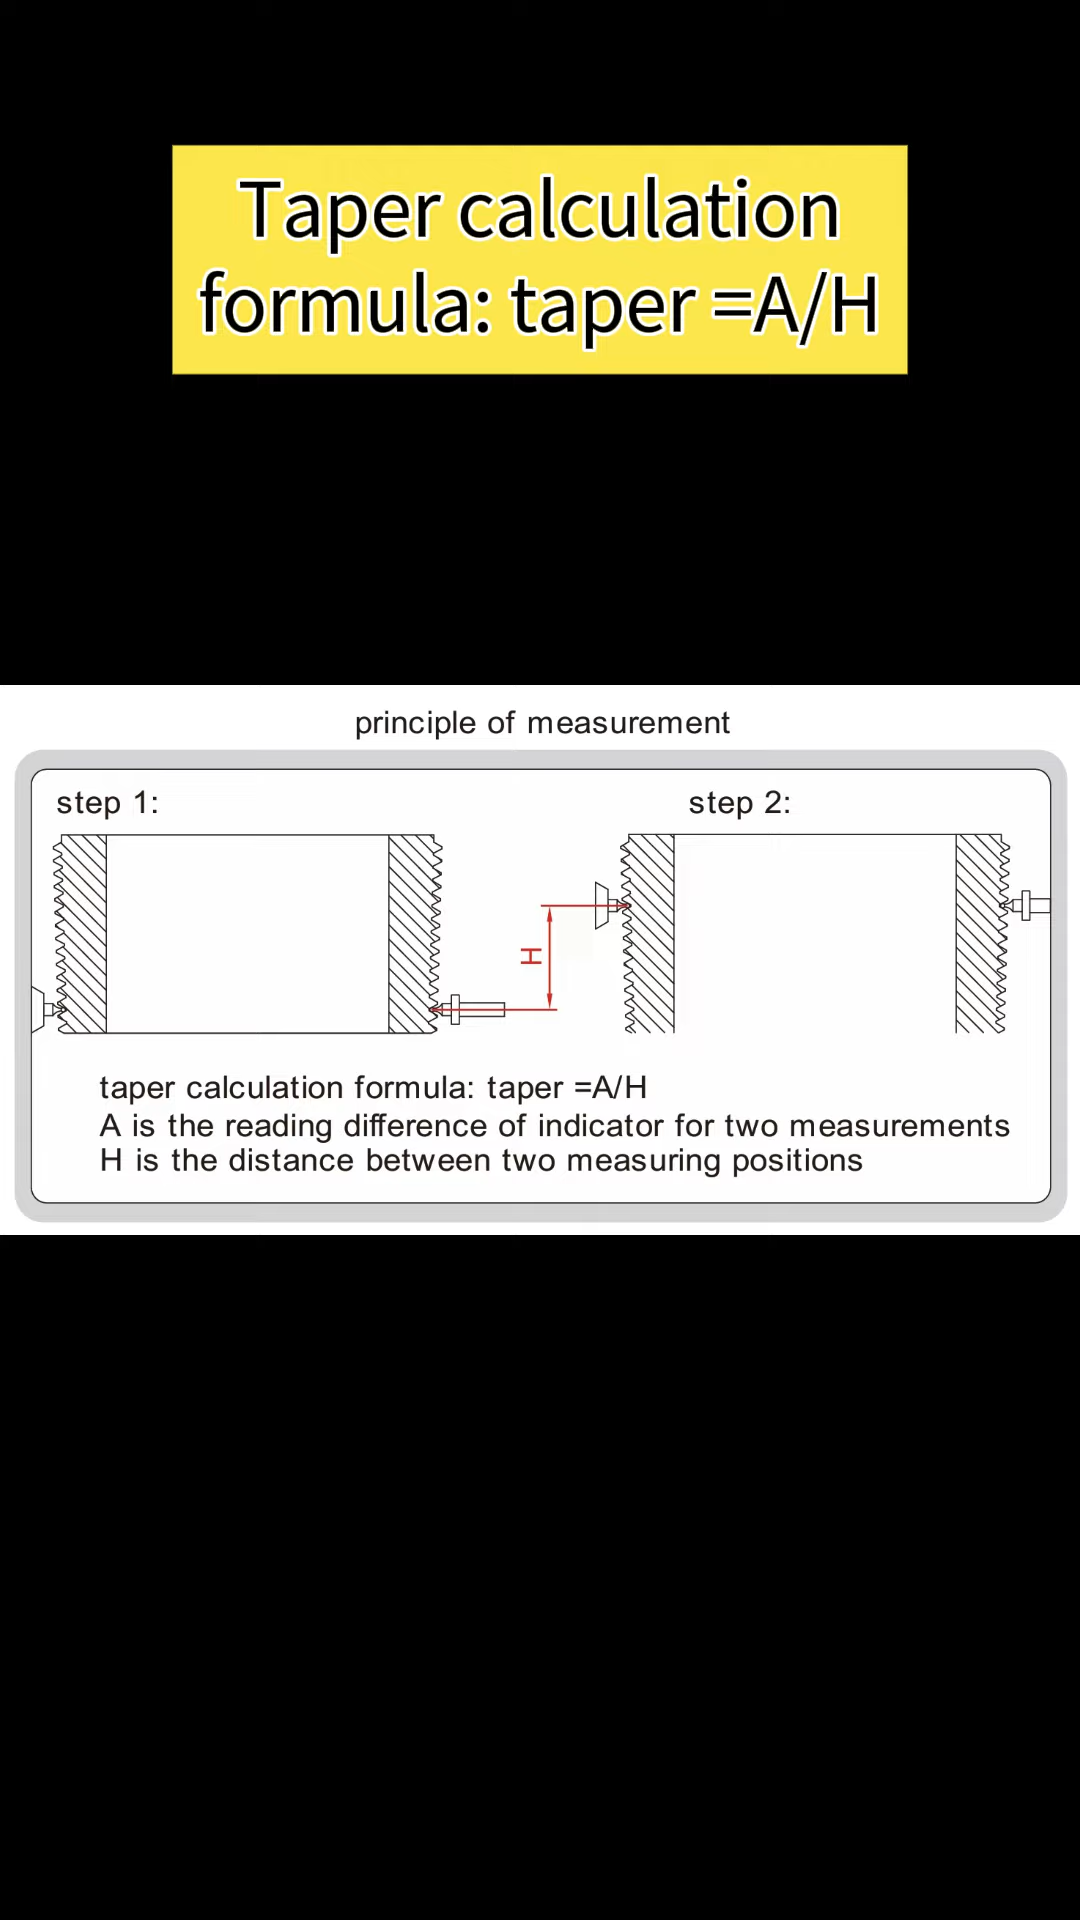 Taper calculation
formula: taper =A/H
principle of measurement
step 1:
step 2:
H
taper calculation formula: taper =A/H
A is the reading difference of indicator for two measurements
H is the distance between two measuring positions